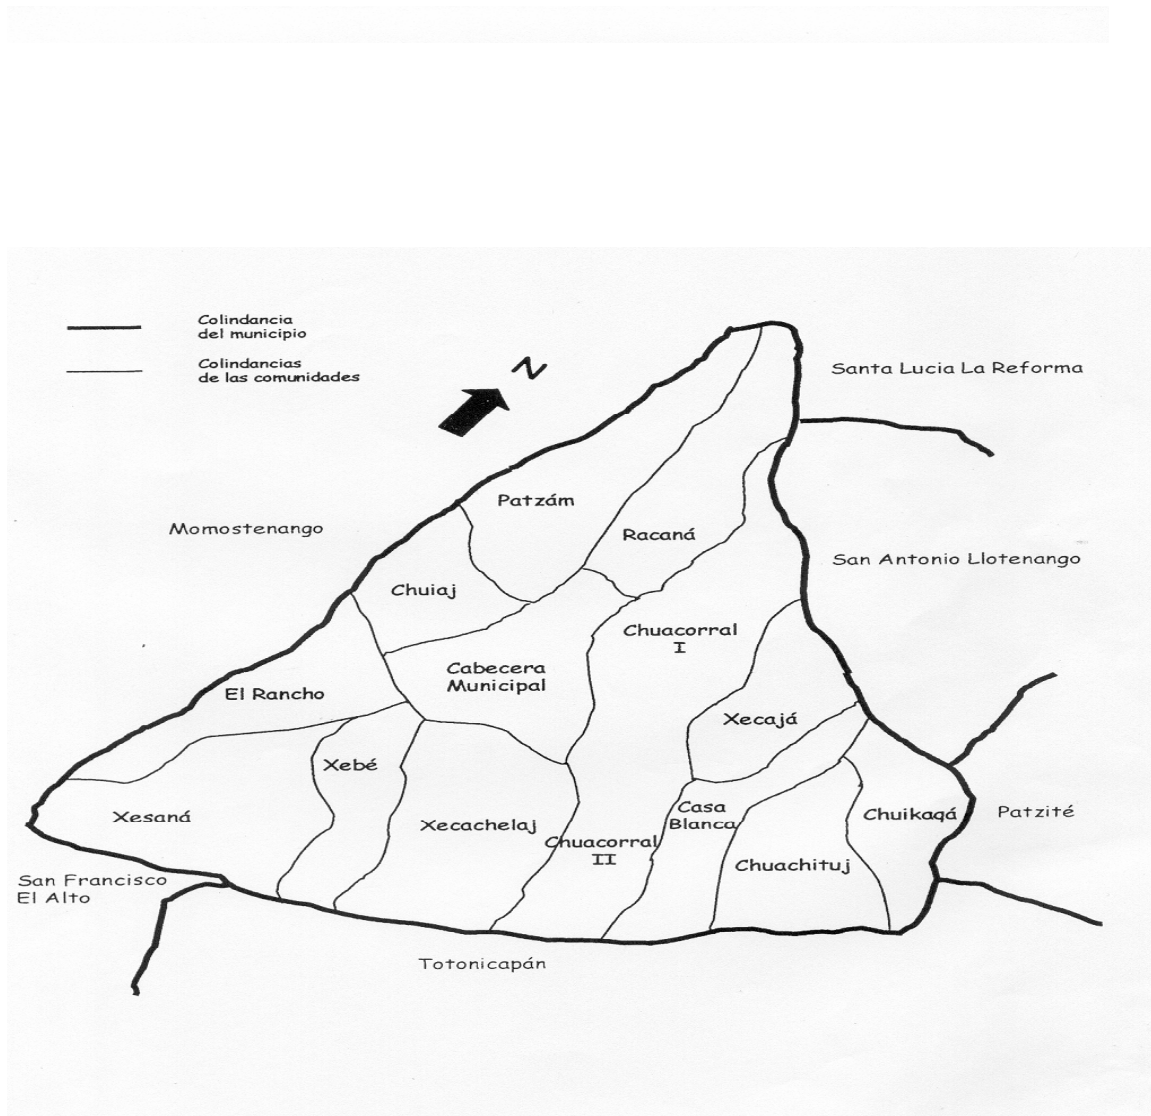 Colindancia
del municipio
Colindancias
de las comunidades
N
Santa Lucia La Reforma
Patzám
Momostenango
Racaná
San Antonio Llotenango
Chuiaj
Chuacorral
I
Cabecera
Municipal
El Rancho
Xecajá
Xebé
Xesaná
Casa
Blanca
Chuikaqá
Patzité
Xecachelaj
Chuacorral
II
Chuachituj
San Francisco
El Alto
Totonicapán